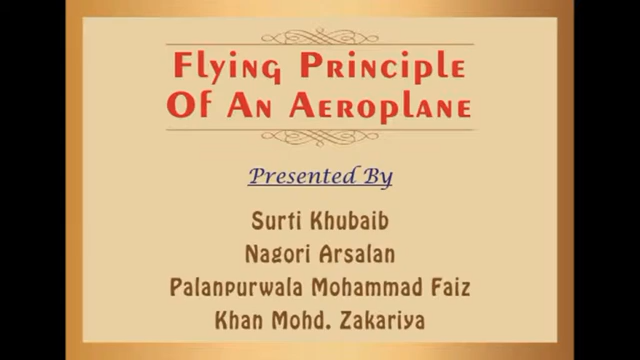 Flying Principle
Of An Aeroplane
Presented By
Surti Khubaib
Nagori Arsalan
Palanpurwala Mohammad Faiz
Khan Mohd. Zakariya